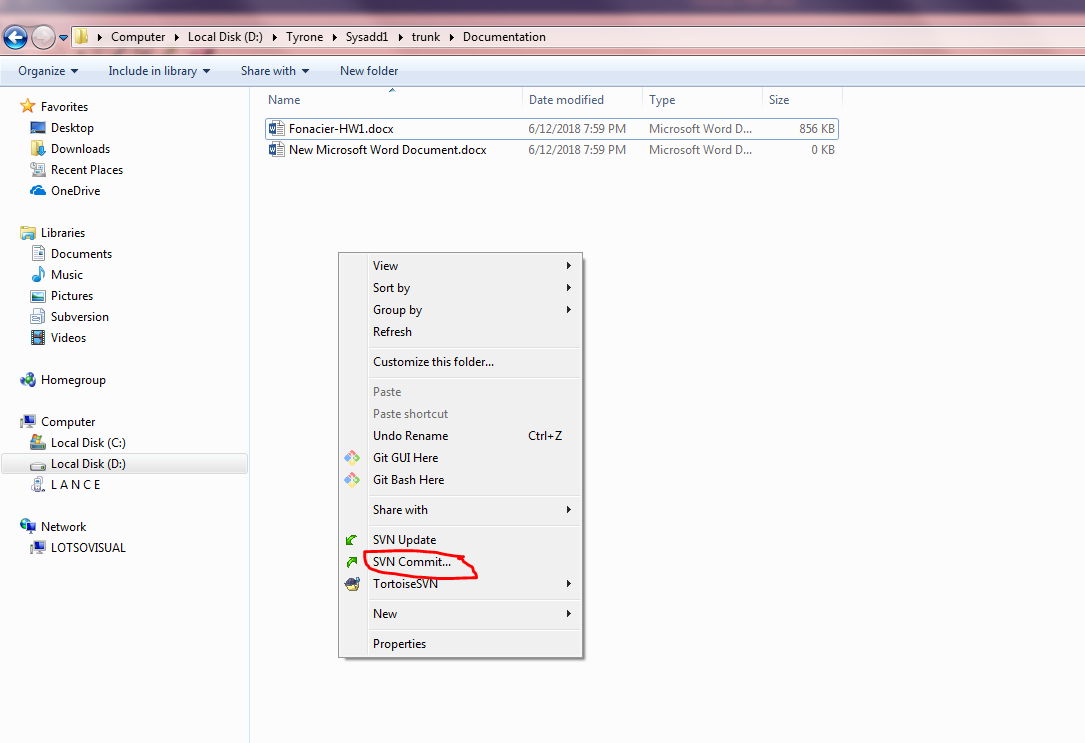 Computer Local Disk (D:) Tyrone Sysadd1 trunk Documentation
Organize Include in library Share with New folder
Name Date modified Type Size
Favorites
Desktop
Downloads
Recent Places
OneDrive
Libraries
Documents
Music
Pictures
Subversion
Videos
Homegroup
Computer
Local Disk (C:)
Local Disk (D:)
L A N C E
Network
LOTSOVISUAL
Fonacier-HW1.docx 6/12/2018 7:59 PM Microsoft Word D... 856 KB
New Microsoft Word Document.docx 6/12/2018 7:59 PM Microsoft Word D... 0 KB
View
Sort by
Group by
Refresh
Customize this folder...
Paste
Paste shortcut
Undo Rename Ctrl+Z
Git GUI Here
Git Bash Here
Share with
SVN Update
SVN Commit...
TortoiseSVN
New
Properties